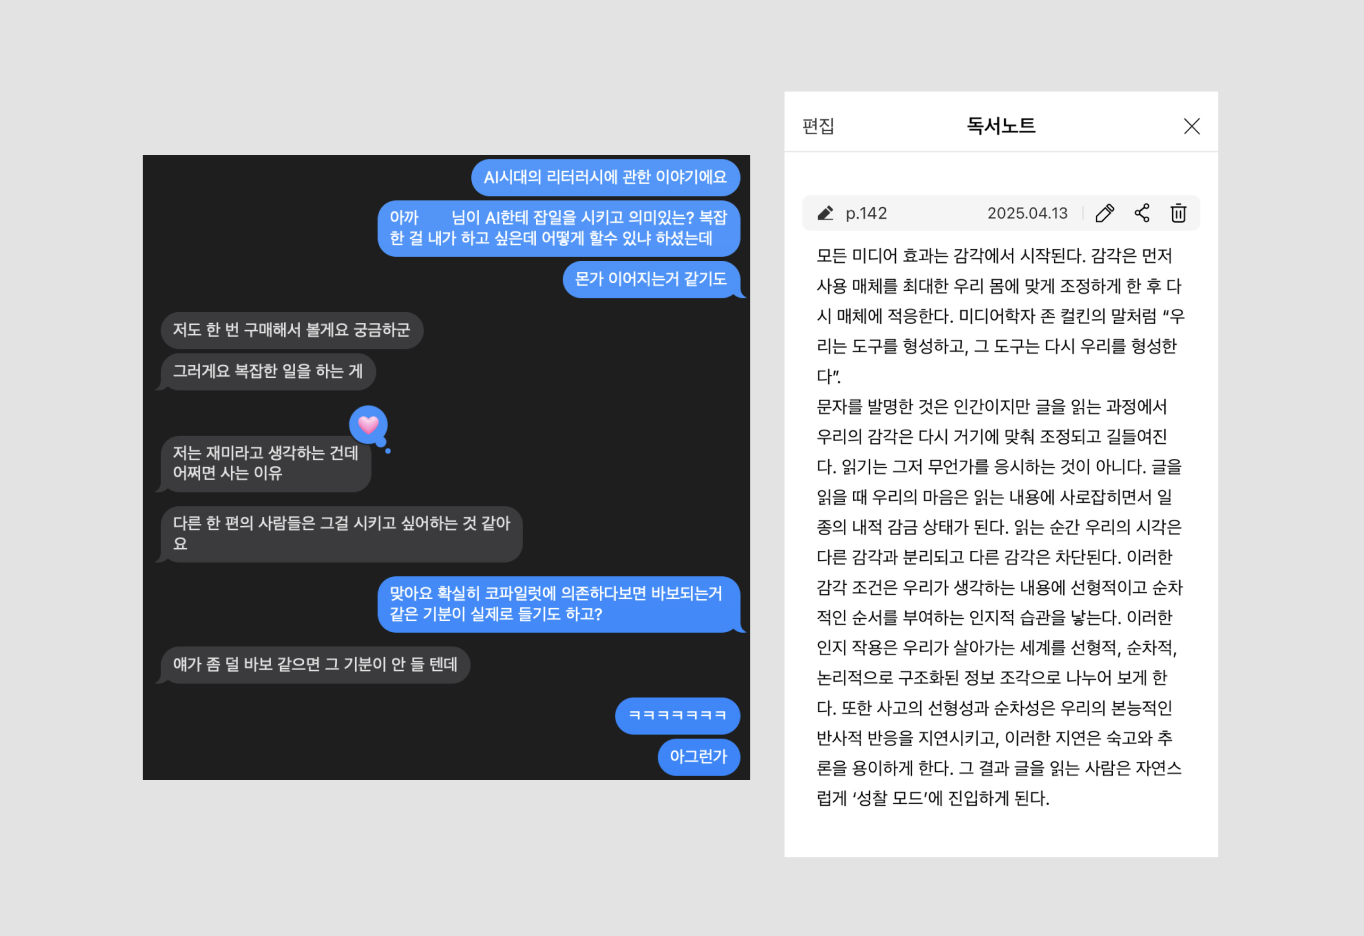 AI시대의 리터러시에 관한 이야기에요
아까 님이 AI한테 잡일을 시키고 의미있는? 복잡
한 걸 내가 하고 싶은데 어떻게 할수 있냐 하셨는데
몬가 이어지는거 같기도
저도 한 번 구매해서 볼게요 궁금하군
그러게요 복잡한 일을 하는 게
저는 재미라고 생각하는 건데
어쩌면 사는 이유
다른 한 편의 사람들은 그걸 시키고 싶어하는 것 같아
요
맞아요 확실히 코파일럿에 의존하다보면 바보되는거
같은 기분이 실제로 들기도 하고?
얘가 좀 덜 바보 같으면 그 기분이 안 들 텐데
ㅋㅋㅋㅋㅋㅋㅋ
아그런가
편집 독서노트
p.142 2025.04.13
모든 미디어 효과는 감각에서 시작된다. 감각은 먼저
사용 매체를 최대한 우리 몸에 맞게 조정하게 한 후 다
시 매체에 적응한다. 미디어학자 존 컬킨의 말처럼 “우
리는 도구를 형성하고, 그 도구는 다시 우리를 형성한
다”.
문자를 발명한 것은 인간이지만 글을 읽는 과정에서
우리의 감각은 다시 거기에 맞춰 조정되고 길들여진
다. 읽기는 그저 무언가를 응시하는 것이 아니다. 글을
읽을 때 우리의 마음은 읽는 내용에 사로잡히면서 일
종의 내적 감금 상태가 된다. 읽는 순간 우리의 시각은
다른 감각과 분리되고 다른 감각은 차단된다. 이러한
감각 조건은 우리가 생각하는 내용에 선형적이고 순차
적인 순서를 부여하는 인지적 습관을 낳는다. 이러한
인지 작용은 우리가 살아가는 세계를 선형적, 순차적,
논리적으로 구조화된 정보 조각으로 나누어 보게 한
다. 또한 사고의 선형성과 순차성은 우리의 본능적인
반사적 반응을 지연시키고, 이러한 지연은 숙고와 추
론을 용이하게 한다. 그 결과 글을 읽는 사람은 자연스
럽게 ‘성찰 모드’에 진입하게 된다.